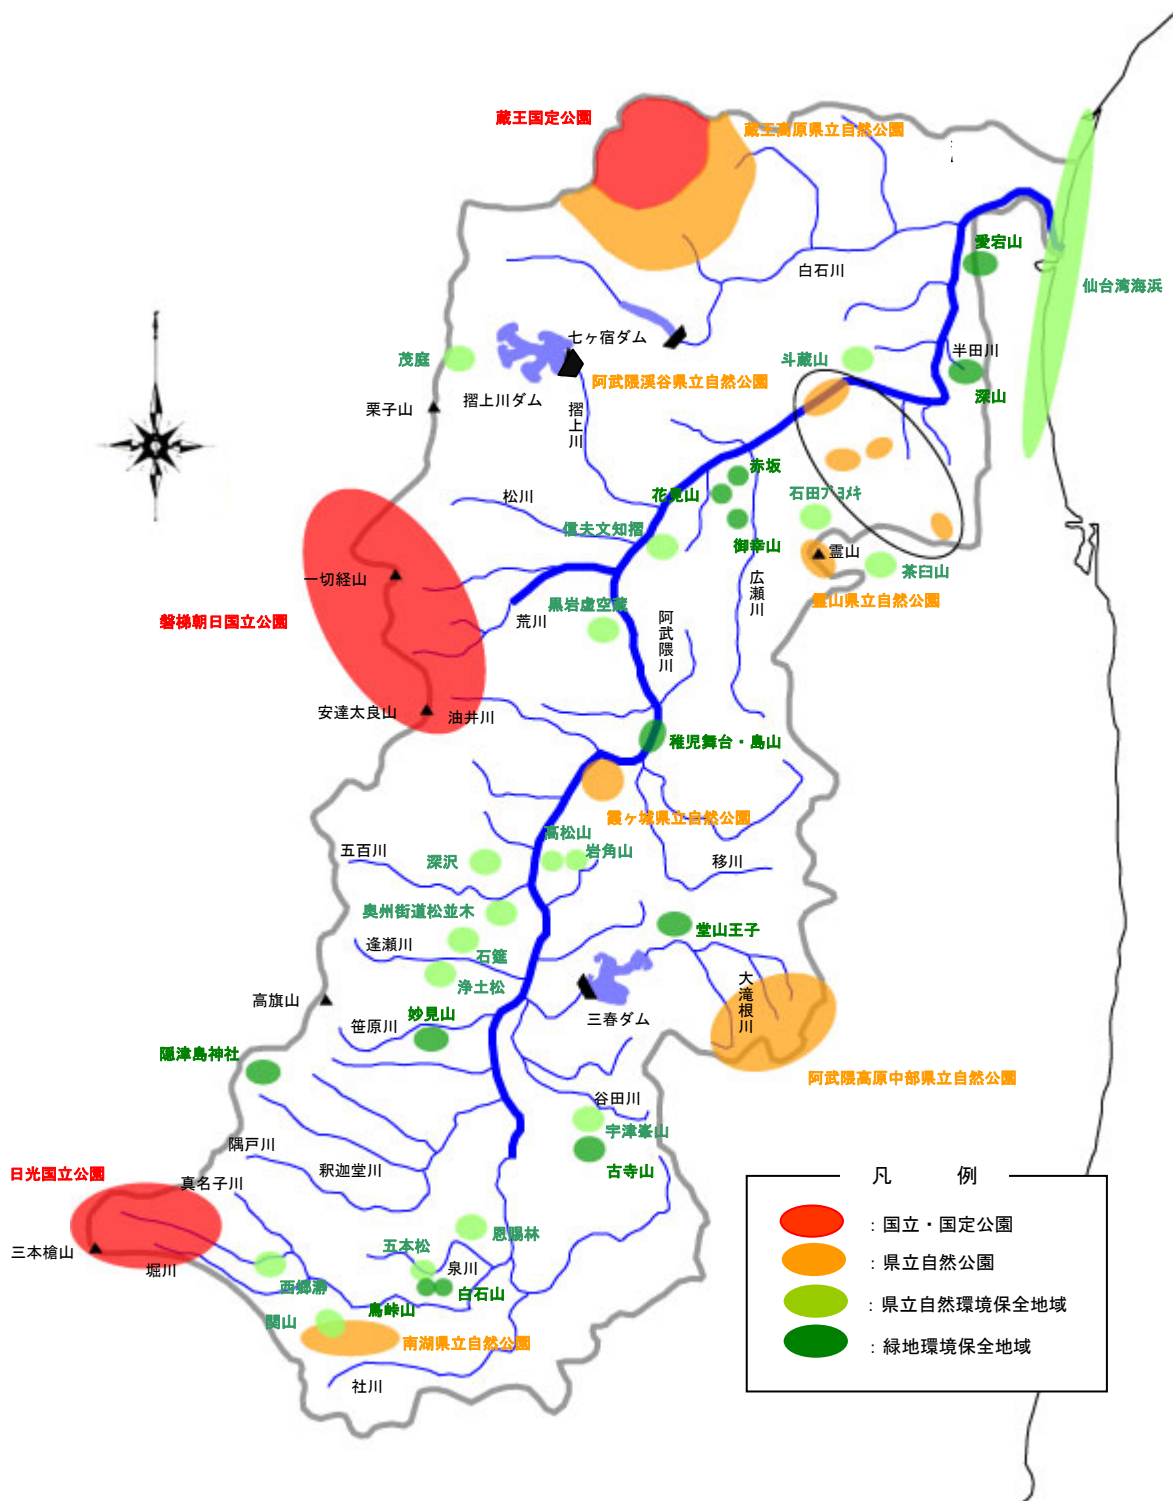 蔵王国定公園
蔵王高原県立自然公園
愛宕山
白石川
仙台湾海浜
七ヶ宿ダム
茂庭
斗蔵山
半田川
阿武隈渓谷県立自然公園
深山
摺上川ダム
栗子山
摺上川
赤坂
花見山
石田ブヨメキ
松川
信夫文知摺
御幸山
霊山
茶臼山
一切経山
広瀬川
霊山県立自然公園
黒岩虚空蔵
磐梯朝日国立公園
荒川
阿武隈川
安達太良山
油井川
稚児舞台・島山
霞ヶ城県立自然公園
高松山
五百川
深沢
岩角山
移川
奥州街道松並木
堂山王子
逢瀬川
石筵
浄土松
大滝根川
高旗山
妙見山
笹原川
三春ダム
隠津島神社
阿武隈高原中部県立自然公園
谷田川
宇津峯山
隈戸川
釈迦堂川
古寺山
日光国立公園
真名子川
凡 例
：国立・国定公園
：県立自然公園
：県立自然環境保全地域
：緑地環境保全地域
恩賜林
五本松
三本槍山
堀川
泉川
西郷瀞
白石山
烏峠山
関山
南湖県立自然公園
社川